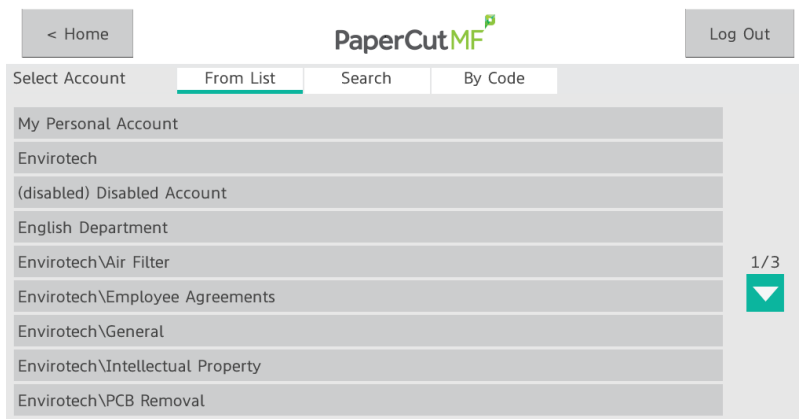 < Home
PaperCutMF
Log Out
Select Account
From List
Search
By Code
My Personal Account
Envirotech
(disabled) Disabled Account
English Department
Envirotech\Air Filter
1/3
Envirotech\Employee Agreements
Envirotech\General
Envirotech\Intellectual Property
Envirotech\PCB Removal